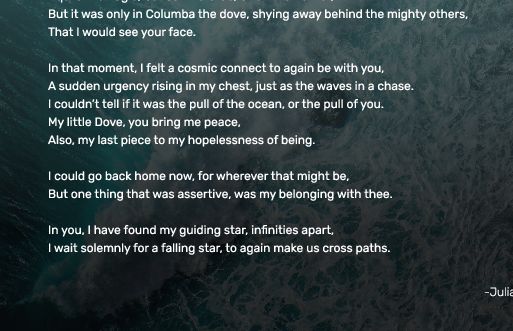 But it was only in Columba the dove, shying away behind the mighty others,
That I would see your face.
In that moment, I felt a cosmic connect to again be with you,
A sudden urgency rising in my chest, just as the waves in a chase.
I couldn't tell if it was the pull of the ocean, or the pull of you.
My little Dove, you bring me peace,
Also, my last piece to my hopelessness of being.
I could go back home now, for wherever that might be,
But one thing that was assertive, was my belonging with thee.
In you, I have found my guiding star, infinities apart,
I wait solemnly for a falling star, to again make us cross paths.